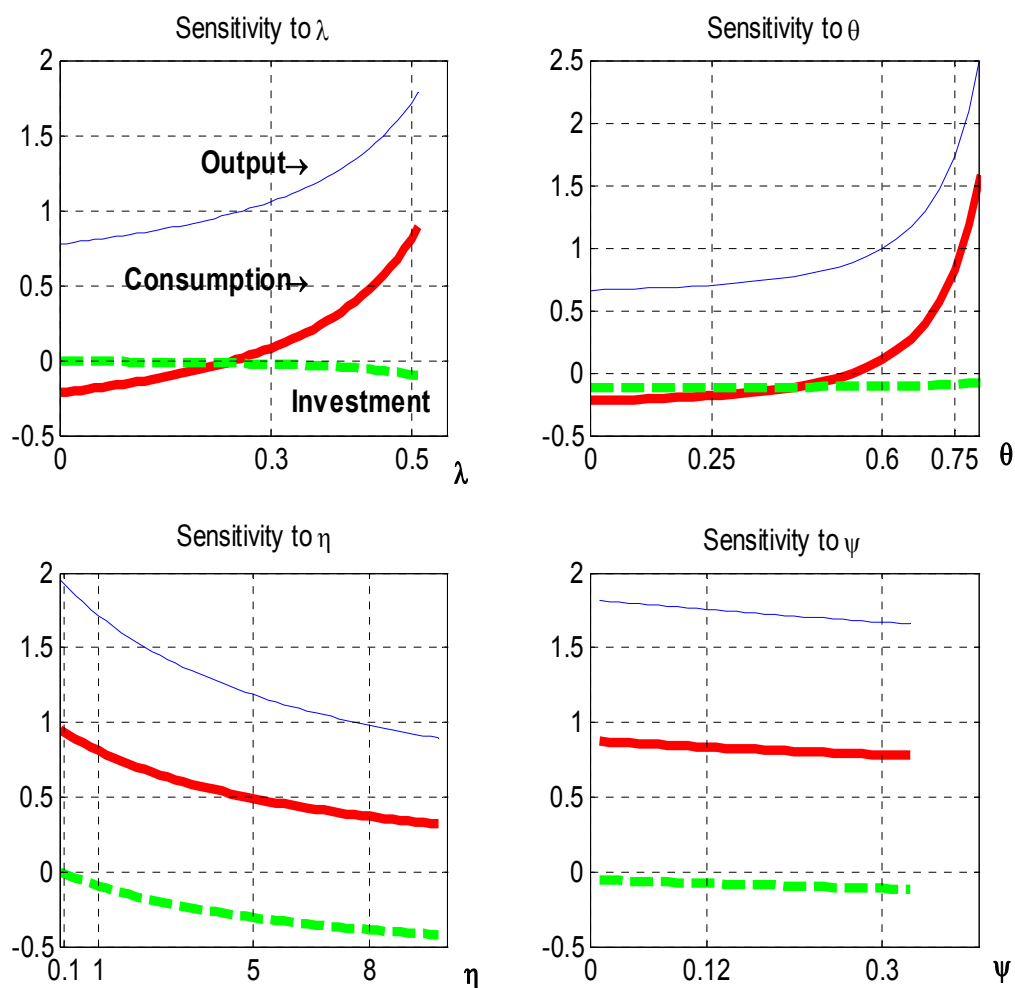 Sensitivity to λ
2
1.5
Output→
1
Consumption→
0.5
0
Investment
-0.5
0 0.3 0.5 λ
Sensitivity to θ
2.5
2
1.5
1
0.5
0
-0.5
0 0.25 0.6 0.75 θ
Sensitivity to η
2
1.5
1
0.5
0
-0.5
0.1 1 5 8 η
Sensitivity to ψ
2
1.5
1
0.5
0
-0.5
0 0.12 0.3 ψ